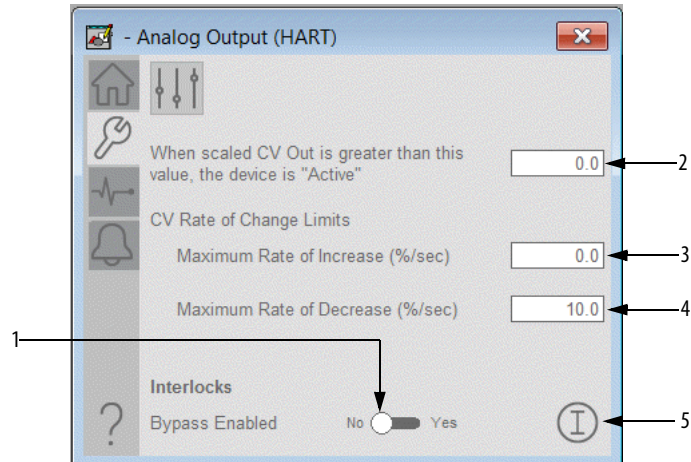 - Analog Output (HART)
When scaled CV Out is greater than this
value, the device is "Active"
0.0
2
CV Rate of Change Limits
Maximum Rate of Increase (%/sec)
0.0
3
Maximum Rate of Decrease (%/sec)
10.0
4
1
Interlocks
Bypass Enabled
No
Yes
I
5
?